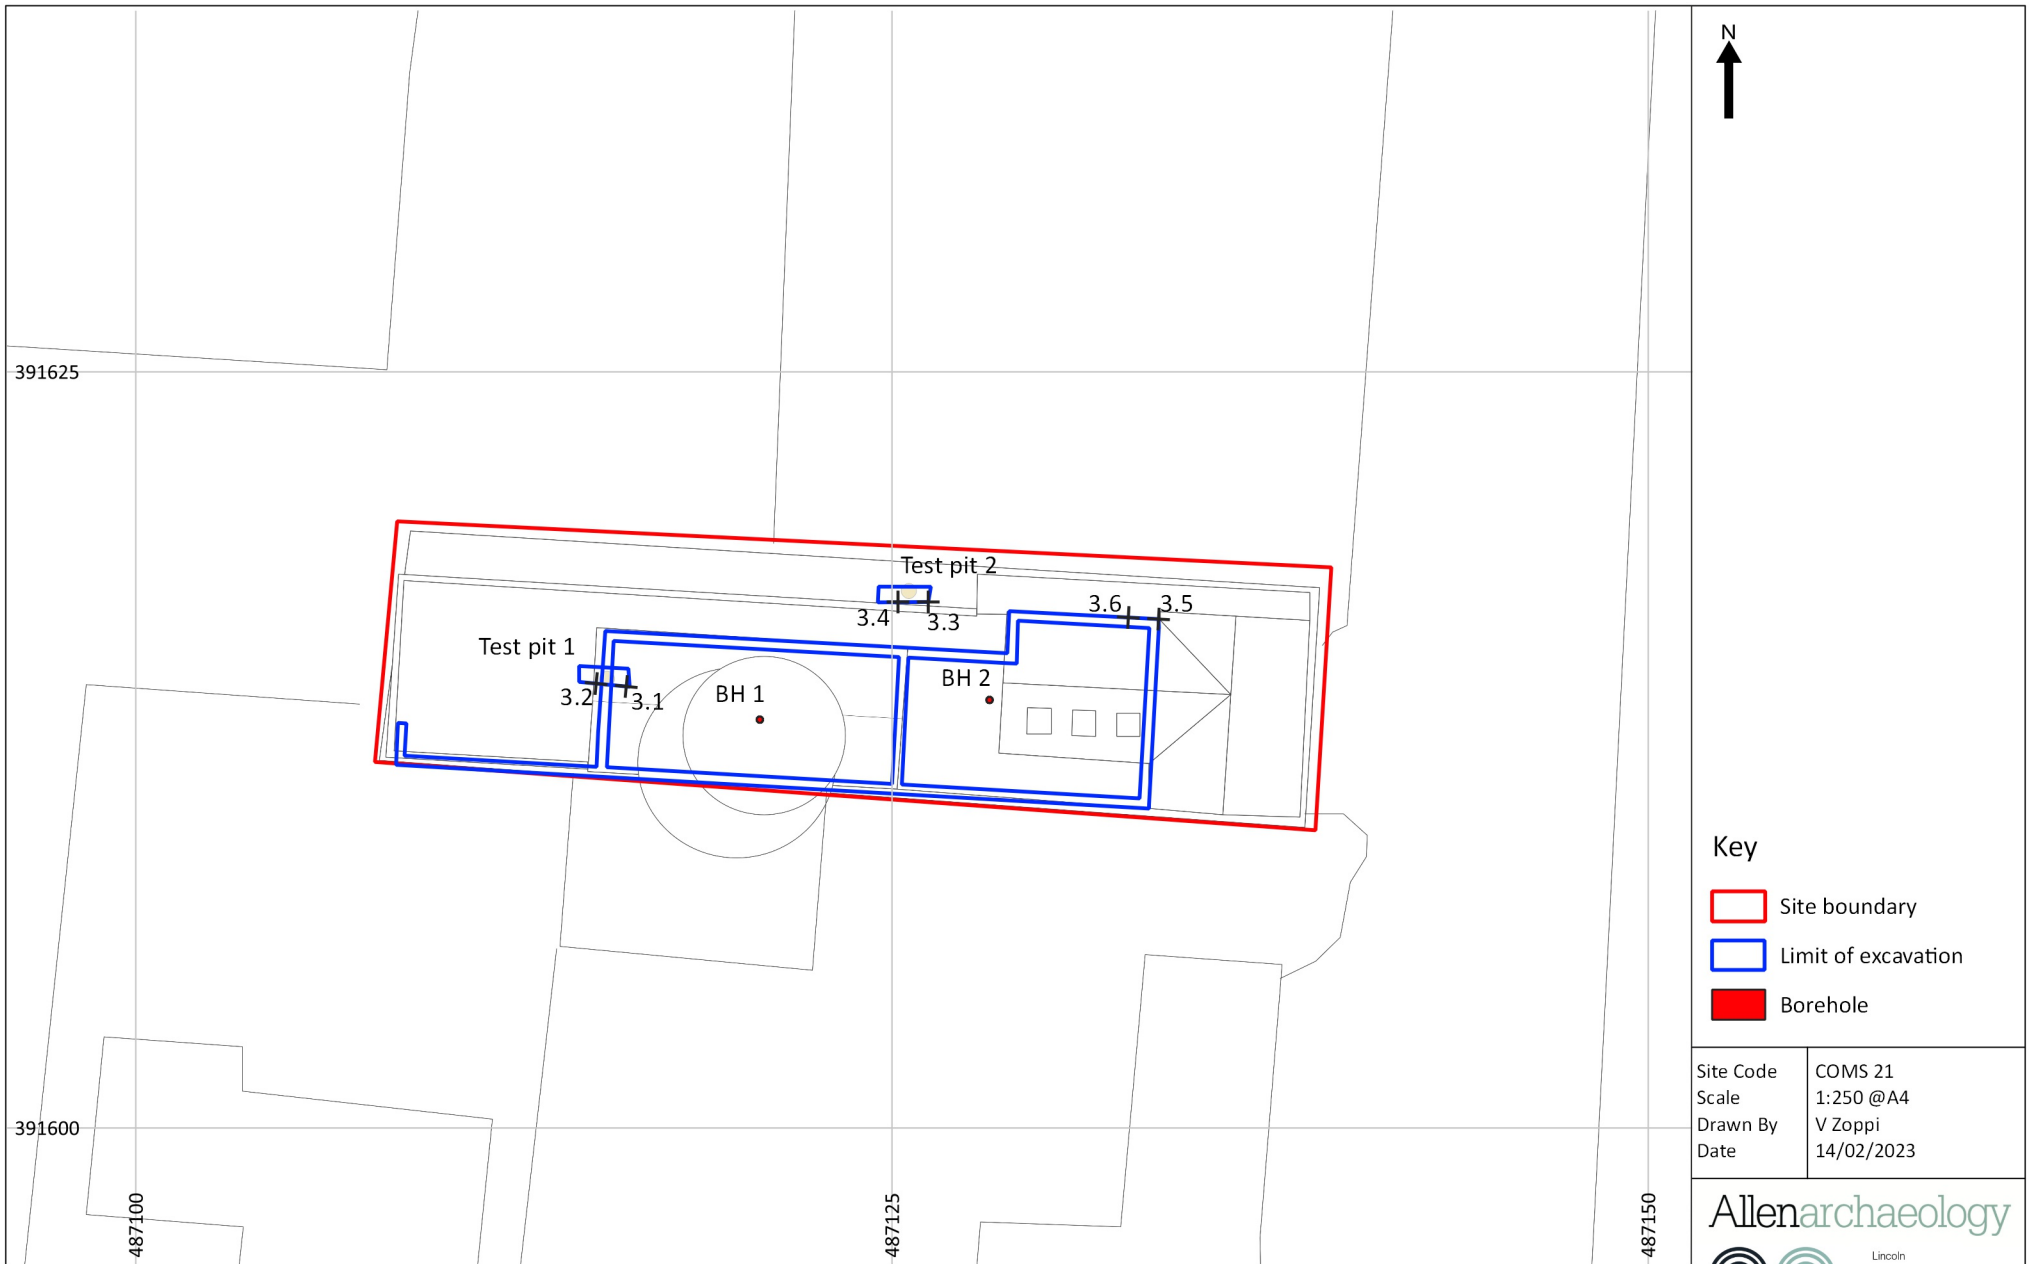 N
391625
Test pit 2
3.6
3.5
3.4
3.3
Test pit 1
BH 2
BH 1
3.2
3.1
Key
Site boundary
Limit of excavation
Borehole
Site Code COMS 21
Scale 1:250 @A4
Drawn By V Zoppi
Date 14/02/2023
391600
487100
487125
487150
Allenarchaeology
Lincoln